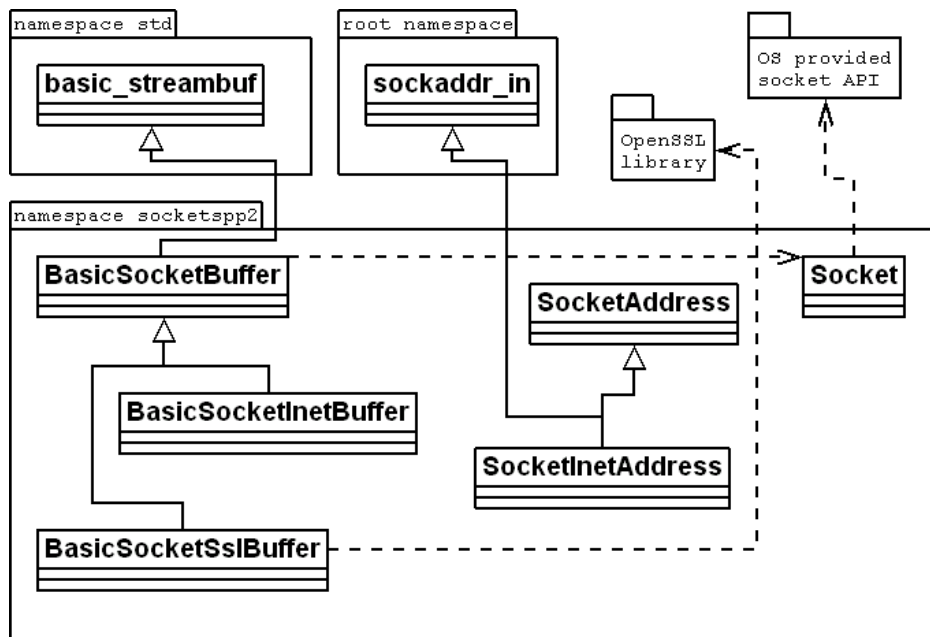 namespace std
root namespace
basic_streambuf
sockaddr_in
OS provided
socket API
OpenSSL
library
namespace socketspp2
BasicSocketBuffer
Socket
SocketAddress
BasicSocketInetBuffer
SocketInetAddress
BasicSocketSslBuffer